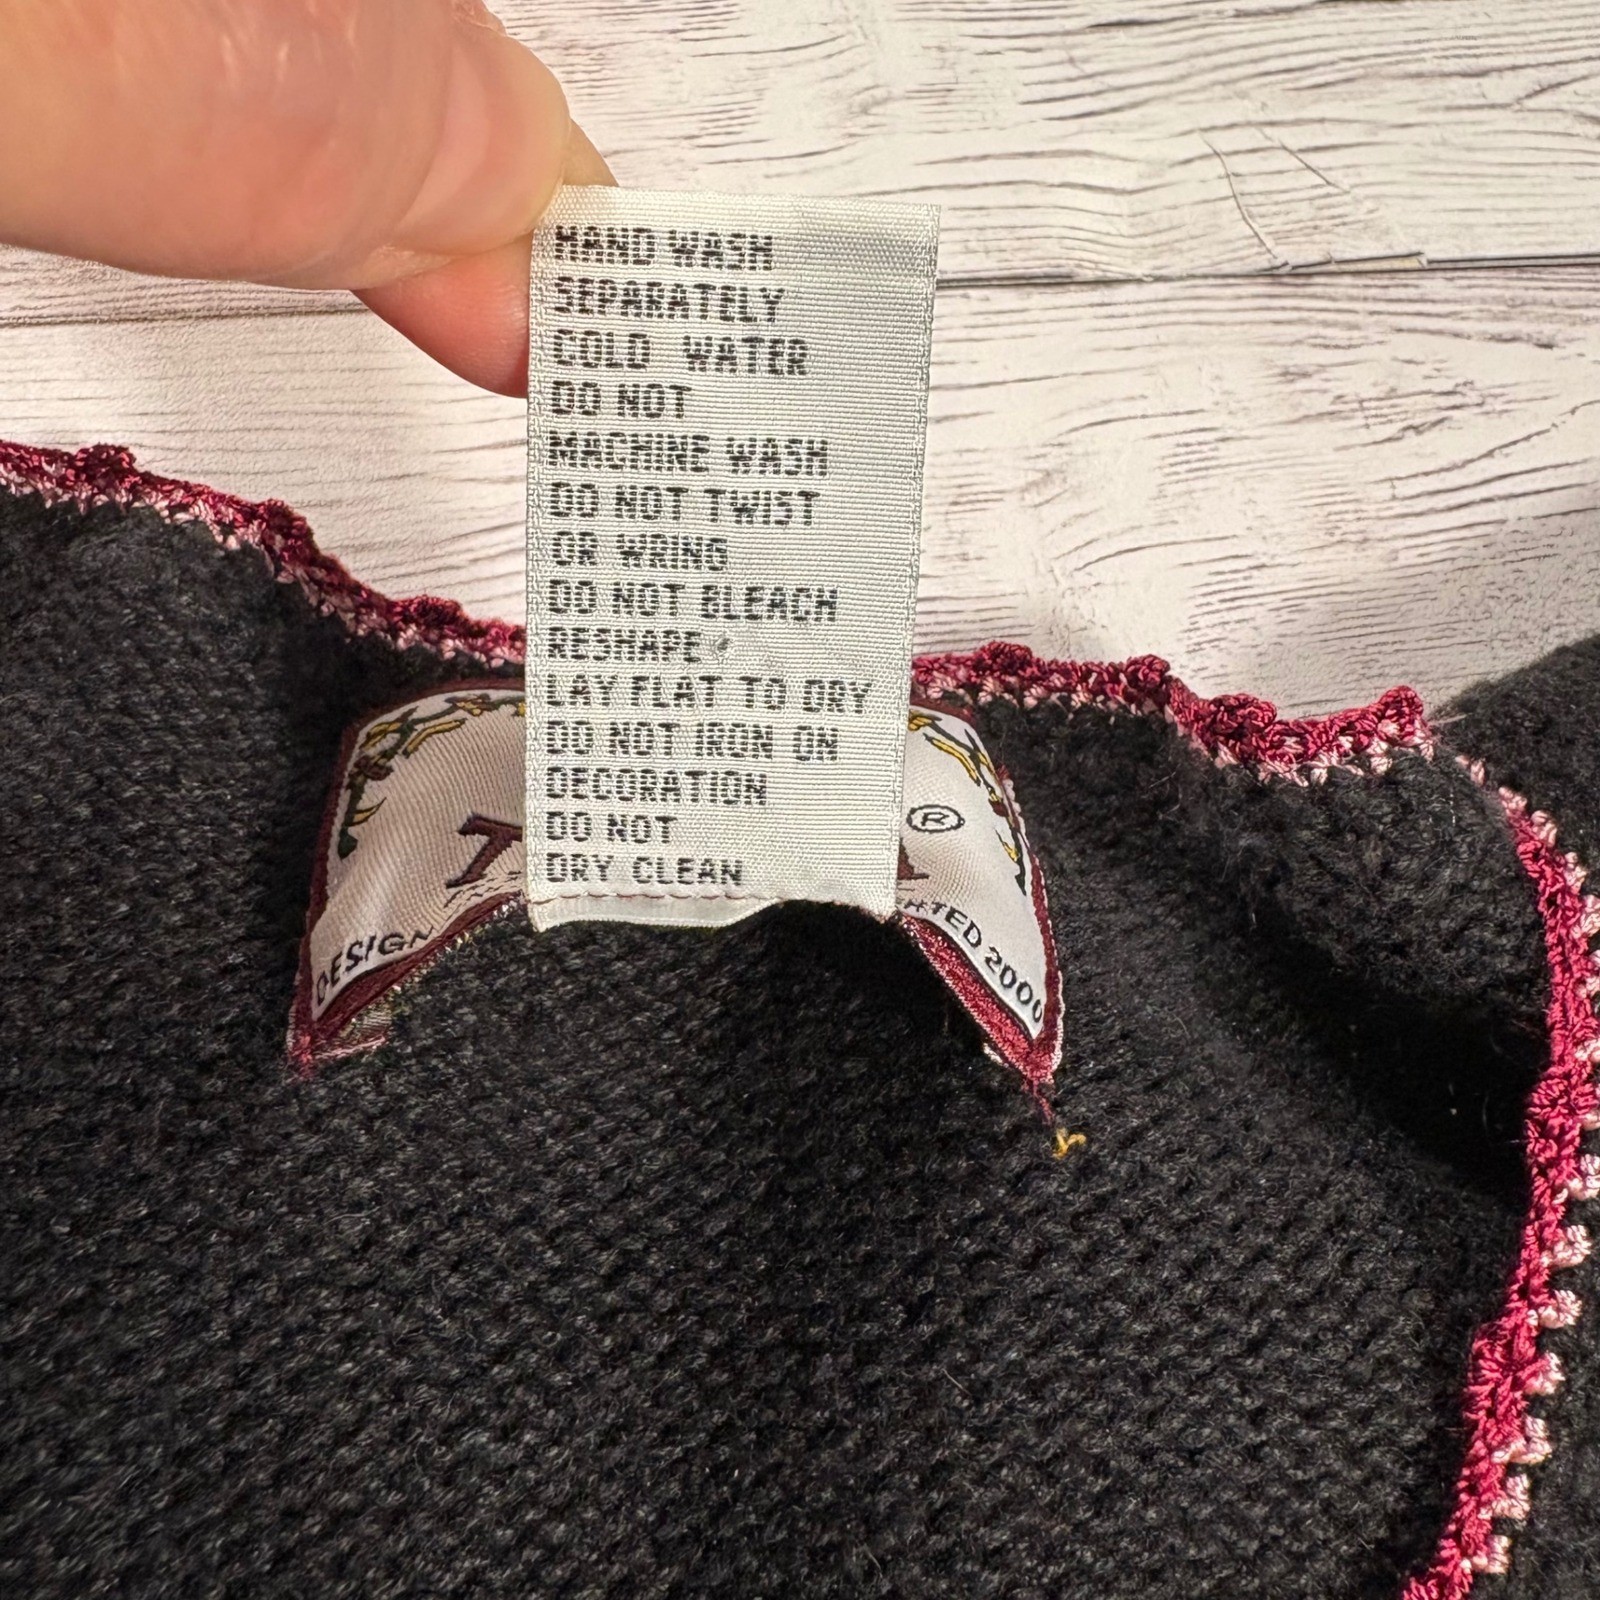 HAND WASH
SEPARATELY
COLD WATER
DO NOT
MACHINE WASH
DO NOT TWIST
OR WRING
DO NOT BLEACH
RESHAPE
LAY FLAT TO DRY
DO NOT IRON ON
DECORATION
DO NOT
DRY CLEAN
®
2000